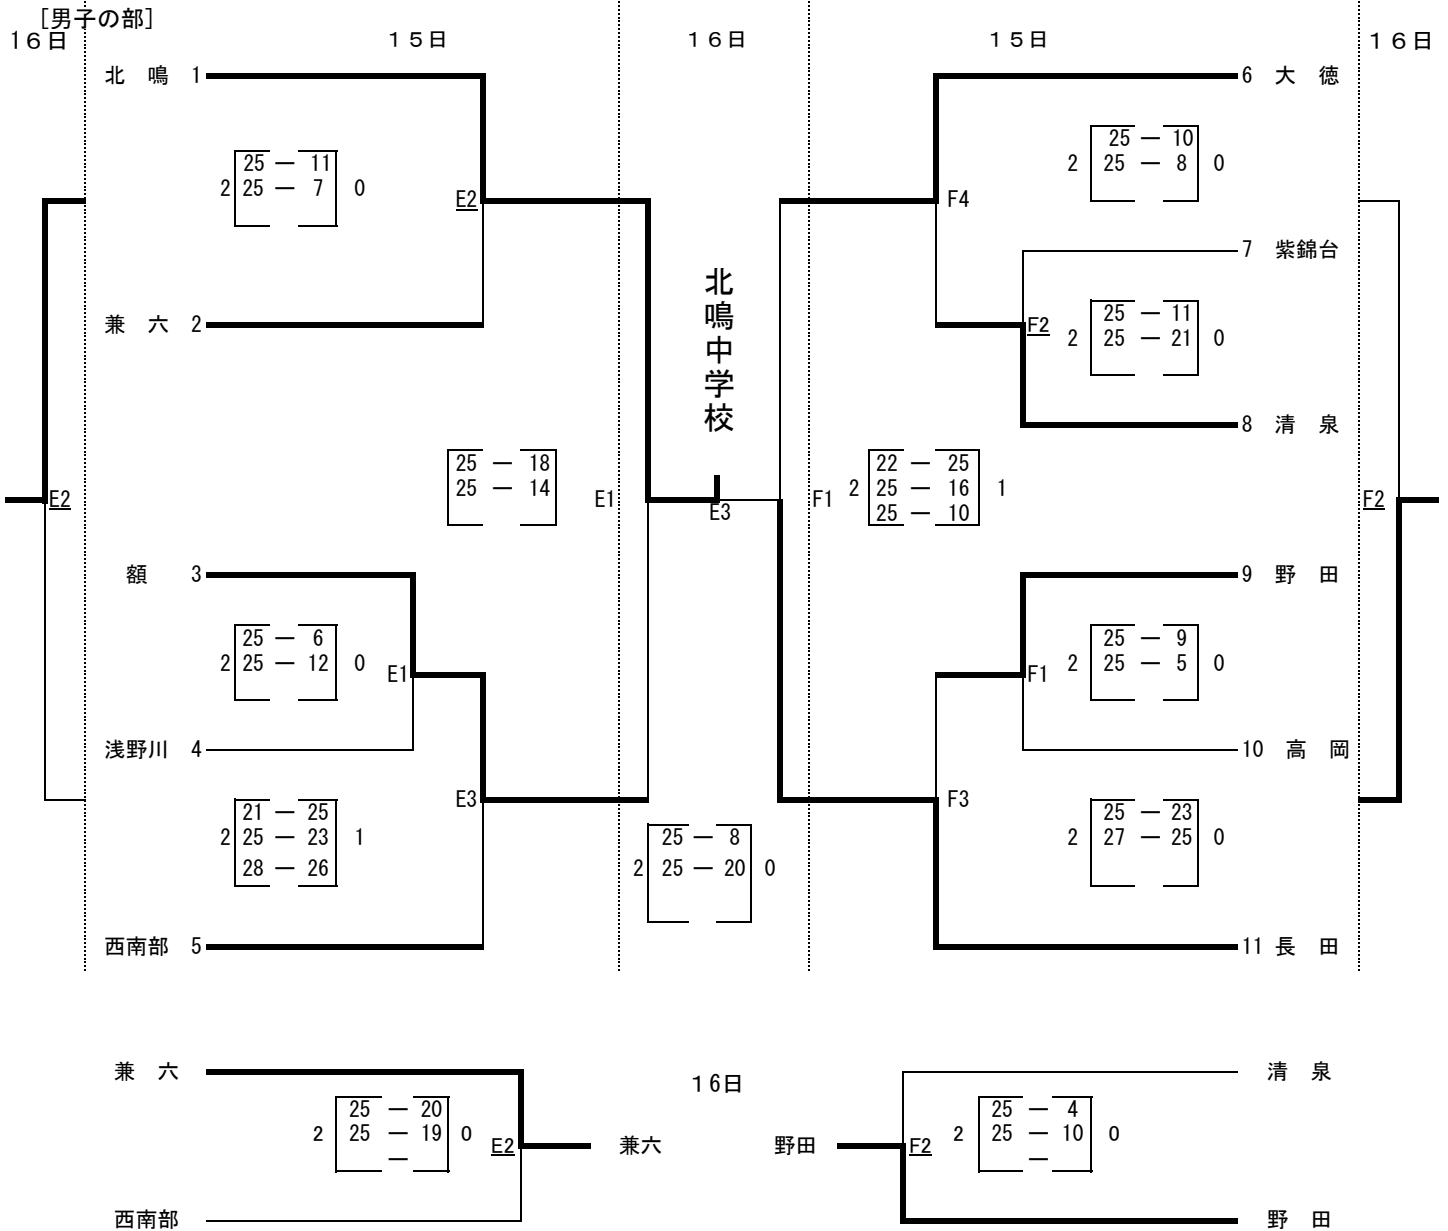 ［男子の部］
16日 １５日 １６日 １５日 １６日
北　鳴 1
6 大　徳
25 — 11
2 25 — 7 0
25 — 10
2 25 — 8 0
E2
F4
7 紫錦台
兼　六 2
F2
25 — 11
2 25 — 21 0
北鳴中学校
8 清　泉
25 — 18
25 — 14
E1
22 — 25
F1 2 25 — 16 1
25 — 10
E2
E3
F2
額 3
9 野　田
25 — 6
2 25 — 12 0
E1
25 — 9
2 25 — 5 0
F1
浅野川 4
10 高　岡
E3
F3
21 — 25
2 25 — 23 1
28 — 26
25 — 23
2 27 — 25 0
25 — 8
2 25 — 20 0
西南部 5
11 長　田
兼　六
16日
清　泉
25 — 20
2 25 — 19 0
—
E2
兼六
野田
F2
25 — 4
2 25 — 10 0
—
西南部
野　田